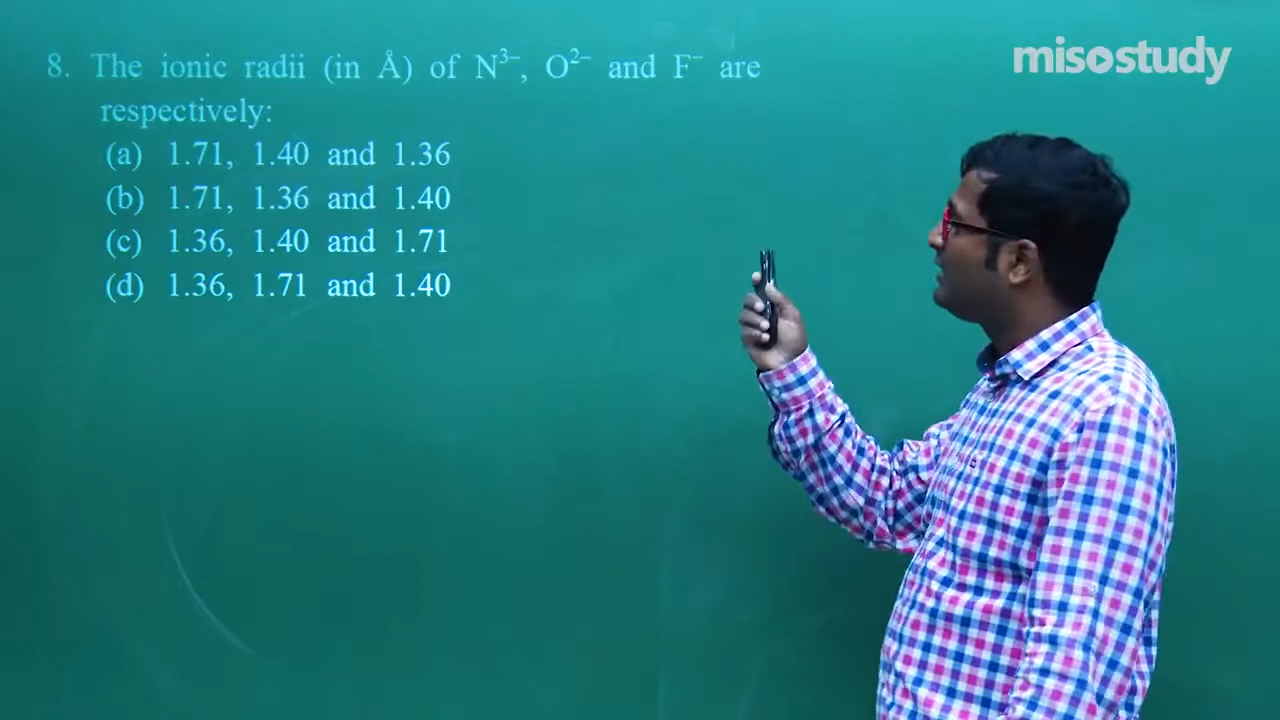 misostudy
8. The ionic radii (in Å) of N³⁻, O²⁻ and F⁻ are
respectively:
(a) 1.71, 1.40 and 1.36
(b) 1.71, 1.36 and 1.40
(c) 1.36, 1.40 and 1.71
(d) 1.36, 1.71 and 1.40